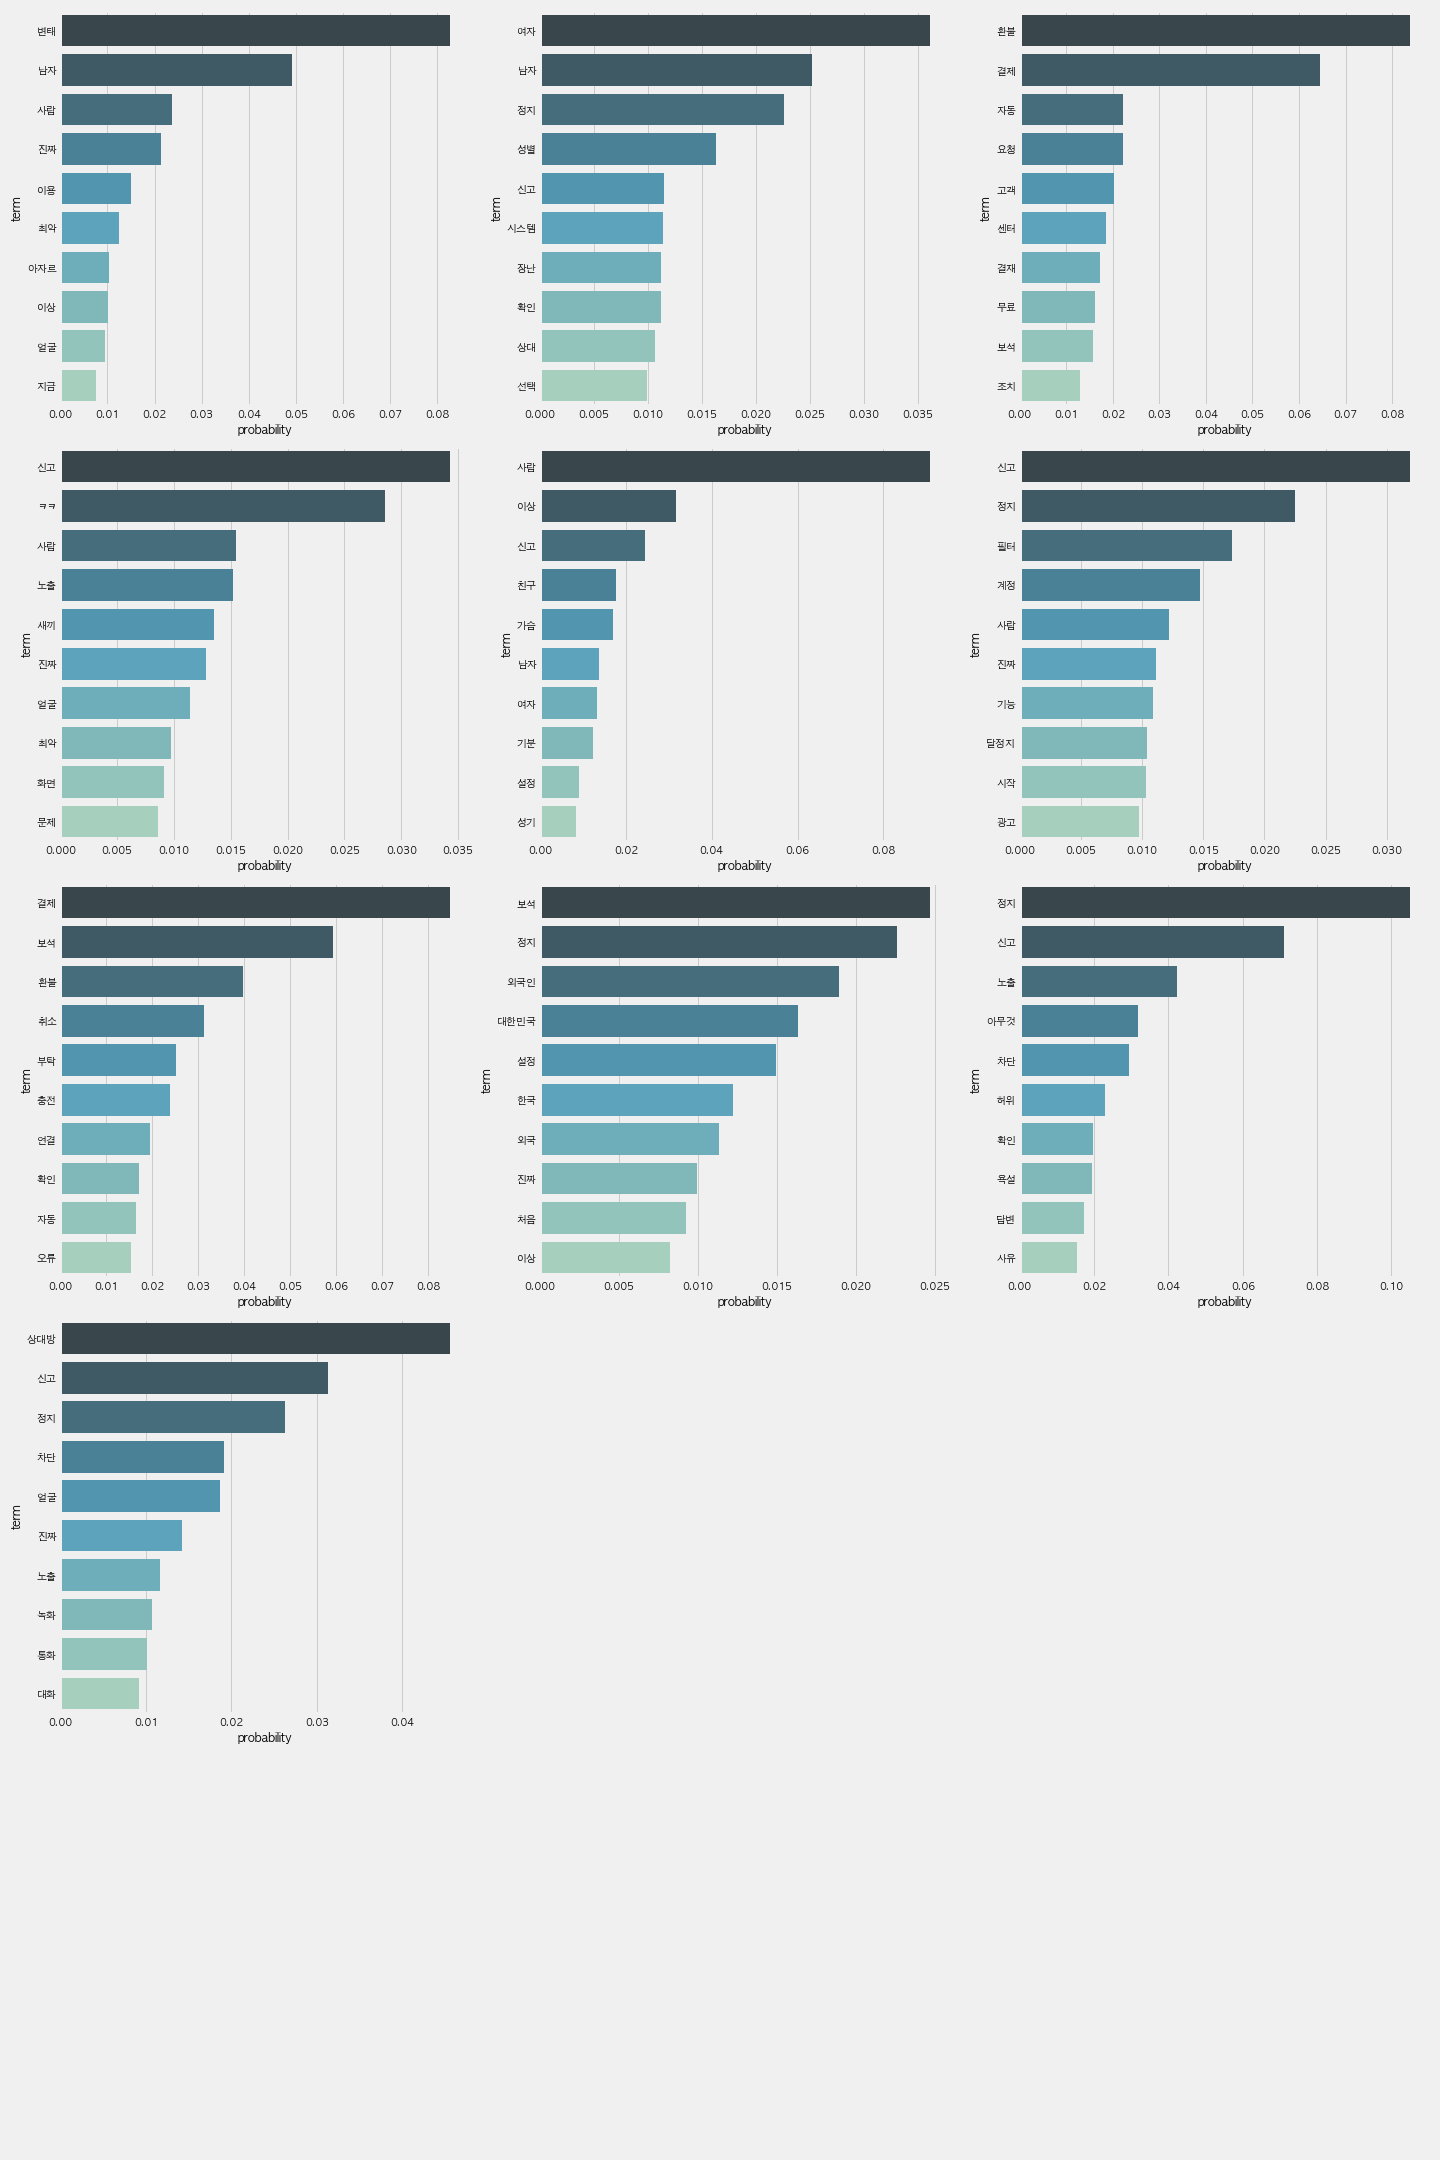 변태
남자
사람
진짜
이용
최악
아자르
이상
얼굴
지금
term
0.00 0.01 0.02 0.03 0.04 0.05 0.06 0.07 0.08
probability
여자
남자
정지
성별
신고
시스템
장난
확인
상대
선택
term
0.000 0.005 0.010 0.015 0.020 0.025 0.030 0.035
probability
환불
결제
자동
요청
고객
센터
결재
무료
보석
조치
term
0.00 0.01 0.02 0.03 0.04 0.05 0.06 0.07 0.08
probability
신고
ㅋㅋ
사람
노출
새끼
진짜
얼굴
최악
화면
문제
term
0.000 0.005 0.010 0.015 0.020 0.025 0.030 0.035
probability
사람
이상
신고
친구
가슴
남자
여자
기분
설정
성기
term
0.00 0.02 0.04 0.06 0.08
probability
신고
정지
필터
계정
사람
진짜
기능
달정지
시작
광고
term
0.000 0.005 0.010 0.015 0.020 0.025 0.030
probability
결제
보석
환불
취소
부탁
충전
연결
확인
자동
오류
term
0.00 0.01 0.02 0.03 0.04 0.05 0.06 0.07 0.08
probability
보석
정지
외국인
대한민국
설정
한국
외국
진짜
처음
이상
term
0.000 0.005 0.010 0.015 0.020 0.025
probability
정지
신고
노출
아무것
차단
허위
확인
욕설
답변
사유
term
0.00 0.02 0.04 0.06 0.08 0.10
probability
상대방
신고
정지
차단
얼굴
진짜
노출
녹화
통화
대화
term
0.00 0.01 0.02 0.03 0.04
probability